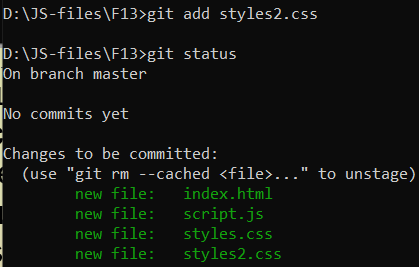 D:\JS-files\F13>git add styles2.css
D:\JS-files\F13>git status
On branch master
No commits yet
Changes to be committed:
(use "git rm --cached <file>..." to unstage)
new file: index.html
new file: script.js
new file: styles.css
new file: styles2.css